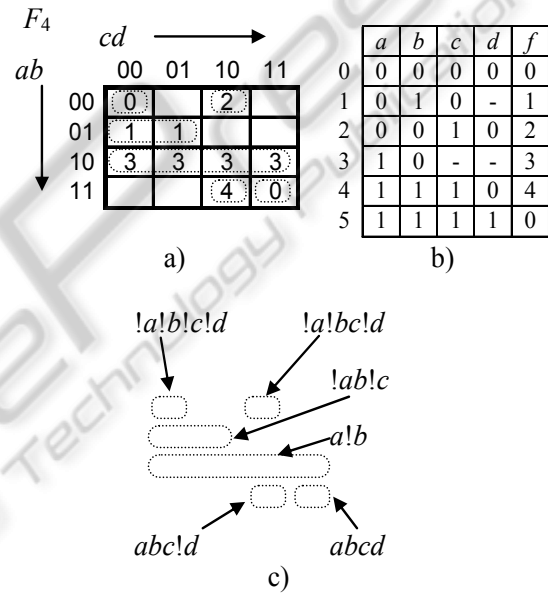 F4
cd
ab
00 01 10 11
00 0 2
01 1 1
10 3 3 3 3
11 4 0
a)
a b c d f
0 0 0 0 0 0
1 0 1 0 - 1
2 0 0 1 0 2
3 1 0 - - 3
4 1 1 1 0 4
5 1 1 1 1 0
b)
!a!b!c!d
!a!bc!d
!ab!c
a!b
abc!d
abcd
c)
Technology Publication